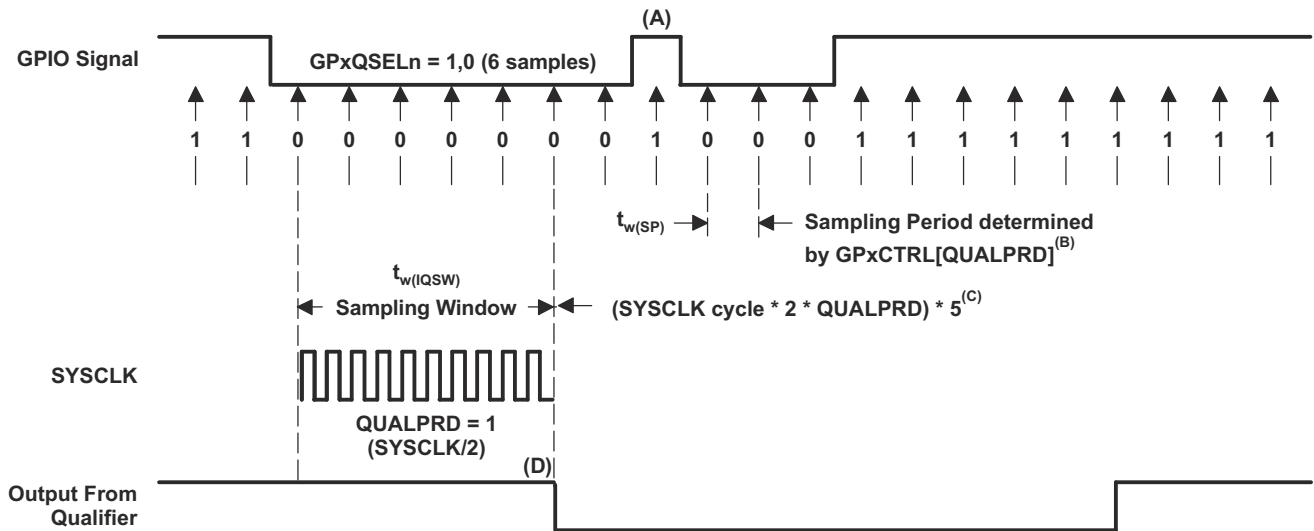 (A)
GPIO Signal
GPxQSELn = 1,0 (6 samples)
1 1 0 0 0 0 0 0 0 1 0 0 0 1 1 1 1 1 1 1 1 1
tw(SP)
Sampling Period determined
by GPxCTRL[QUALPRD](B)
tw(IQSW)
Sampling Window
(SYSCLK cycle * 2 * QUALPRD) * 5(C)
SYSCLK
QUALPRD = 1
(SYSCLK/2)
(D)
Output From
Qualifier